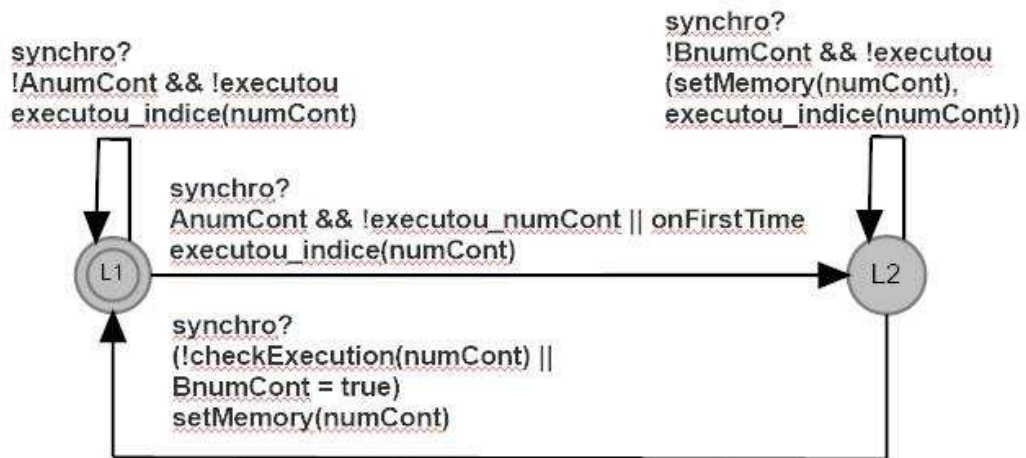 synchro?
!AnumCont && !executou
executou_indice(numCont)
synchro?
!BnumCont && !executou
(setMemory(numCont),
executou_indice(numCont))
synchro?
AnumCont && !executou_numCont || onFirstTime
executou_indice(numCont)
L1
L2
synchro?
(!checkExecution(numCont) ||
BnumCont = true)
setMemory(numCont)